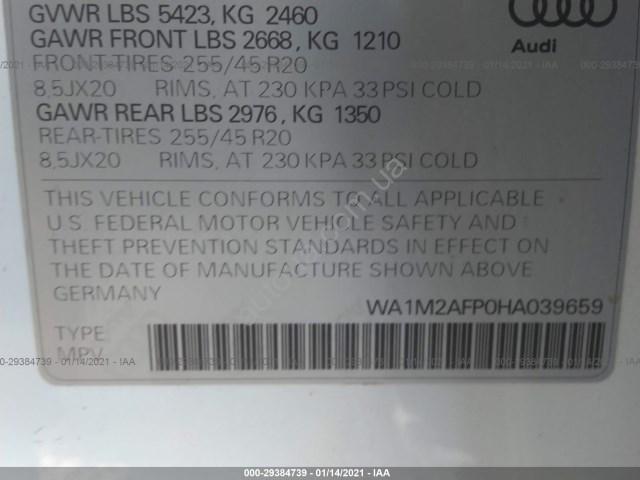 GVWR LBS 5423, KG 2460
GAWR FRONT LBS 2668, KG 1210
FRONT-TIRES 255/45 R20
8,5JX20 RIMS, AT 230 KPA 33 PSI COLD
GAWR REAR LBS 2976, KG 1350
REAR-TIRES 255/45 R20
8,5JX20 RIMS, AT 230 KPA 33 PSI COLD
Audi
THIS VEHICLE CONFORMS TO ALL APPLICABLE
U.S. FEDERAL MOTOR VEHICLE SAFETY AND
THEFT PREVENTION STANDARDS IN EFFECT ON
THE DATE OF MANUFACTURE SHOWN ABOVE
GERMANY
WA1M2AFP0HA039659
TYPE
MPV
000-29384739 - 01/14/2021 - IAA